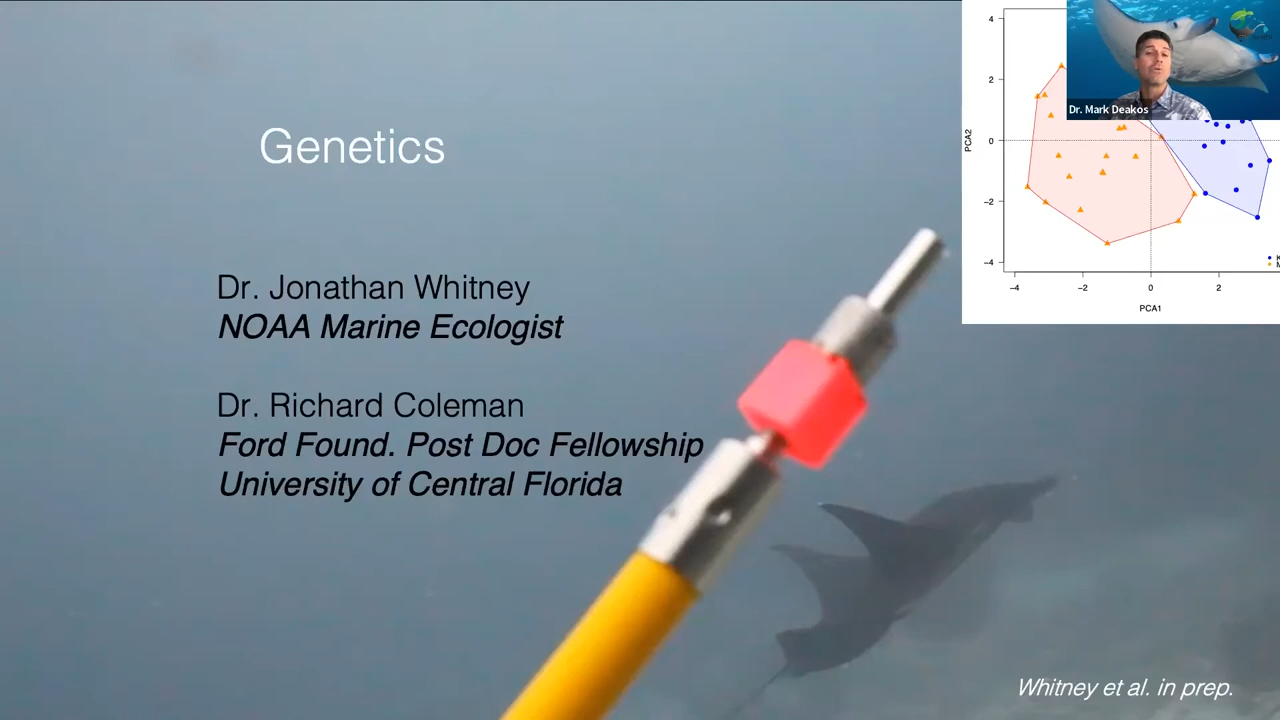 Genetics
Dr. Jonathan Whitney
NOAA Marine Ecologist
Dr. Richard Coleman
Ford Found. Post Doc Fellowship
University of Central Florida
Whitney et al. in prep.
Dr. Mark Deakos
4
2
0
−2
−4
PCA2
−4
−2
0
2
PCA1
K
M